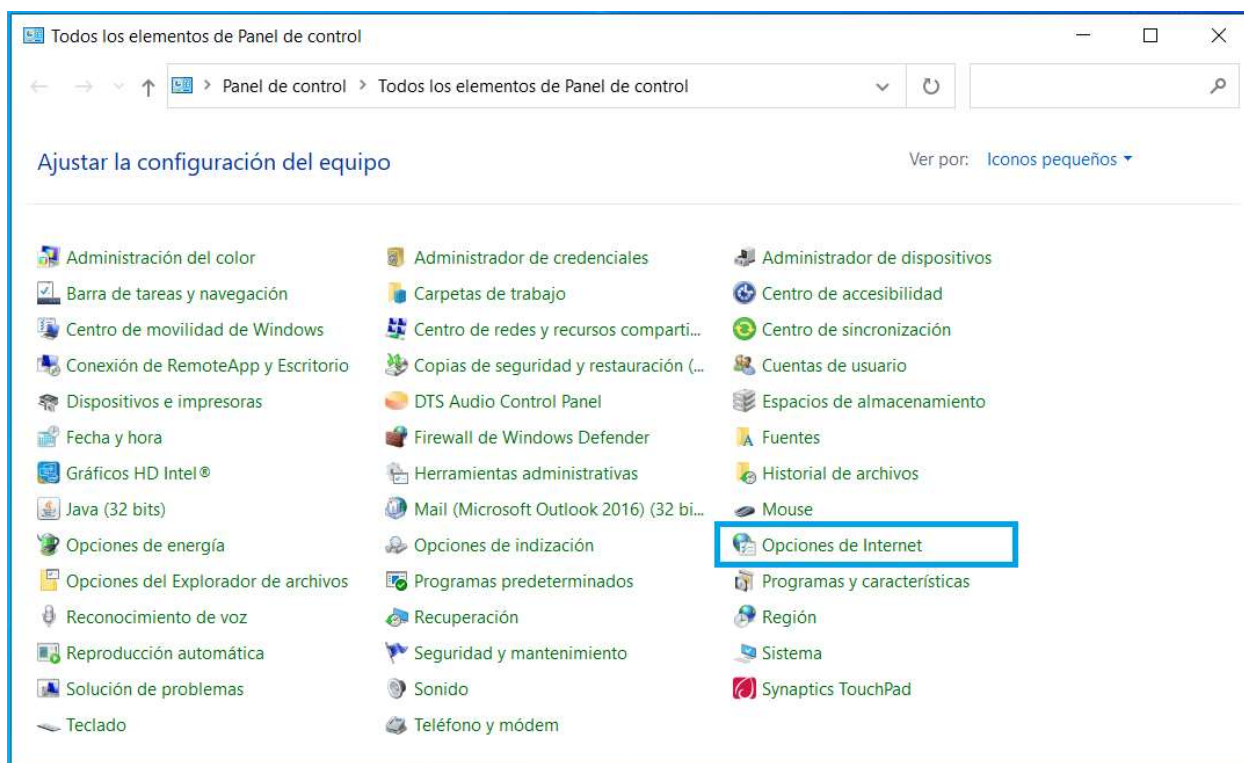 Todos los elementos de Panel de control
Panel de control > Todos los elementos de Panel de control
Ajustar la configuración del equipo
Ver por: Iconos pequeños
Administración del color
Administrador de credenciales
Administrador de dispositivos
Barra de tareas y navegación
Carpetas de trabajo
Centro de accesibilidad
Centro de movilidad de Windows
Centro de redes y recursos comparti...
Centro de sincronización
Conexión de RemoteApp y Escritorio
Copias de seguridad y restauración (...
Cuentas de usuario
Dispositivos e impresoras
DTS Audio Control Panel
Espacios de almacenamiento
Fecha y hora
Firewall de Windows Defender
Fuentes
Gráficos HD Intel®
Herramientas administrativas
Historial de archivos
Java (32 bits)
Mail (Microsoft Outlook 2016) (32 bi...
Mouse
Opciones de energía
Opciones de indización
Opciones de Internet
Opciones del Explorador de archivos
Programas predeterminados
Programas y características
Reconocimiento de voz
Recuperación
Región
Reproducción automática
Seguridad y mantenimiento
Sistema
Solución de problemas
Sonido
Synaptics TouchPad
Teclado
Teléfono y módem